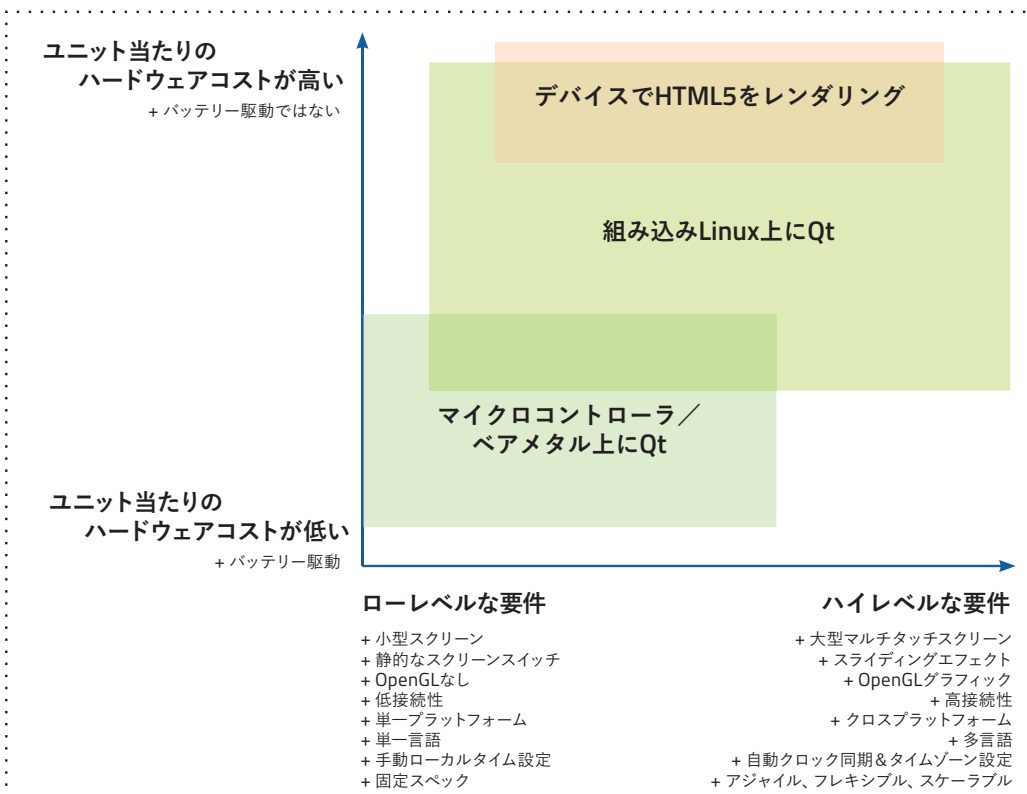 ユニット当たりの
ハードウェアコストが高い
+ バッテリー駆動ではない
デバイスでHTML5をレンダリング
組み込みLinux上にQt
マイクロコントローラ／
ベアメタル上にQt
ユニット当たりの
ハードウェアコストが低い
+ バッテリー駆動
ローレベルな要件
+ 小型スクリーン
+ 静的なスクリーンスイッチ
+ OpenGLなし
+ 低接続性
+ 単一プラットフォーム
+ 単一言語
+ 手動ローカルタイム設定
+ 固定スペック
ハイレベルな要件
+ 大型マルチタッチスクリーン
+ スライディングエフェクト
+ OpenGLグラフィック
+ 高接続性
+ クロスプラットフォーム
+ 多言語
+ 自動クロック同期＆タイムゾーン設定
+ アジャイル、フレキシブル、スケーラブル